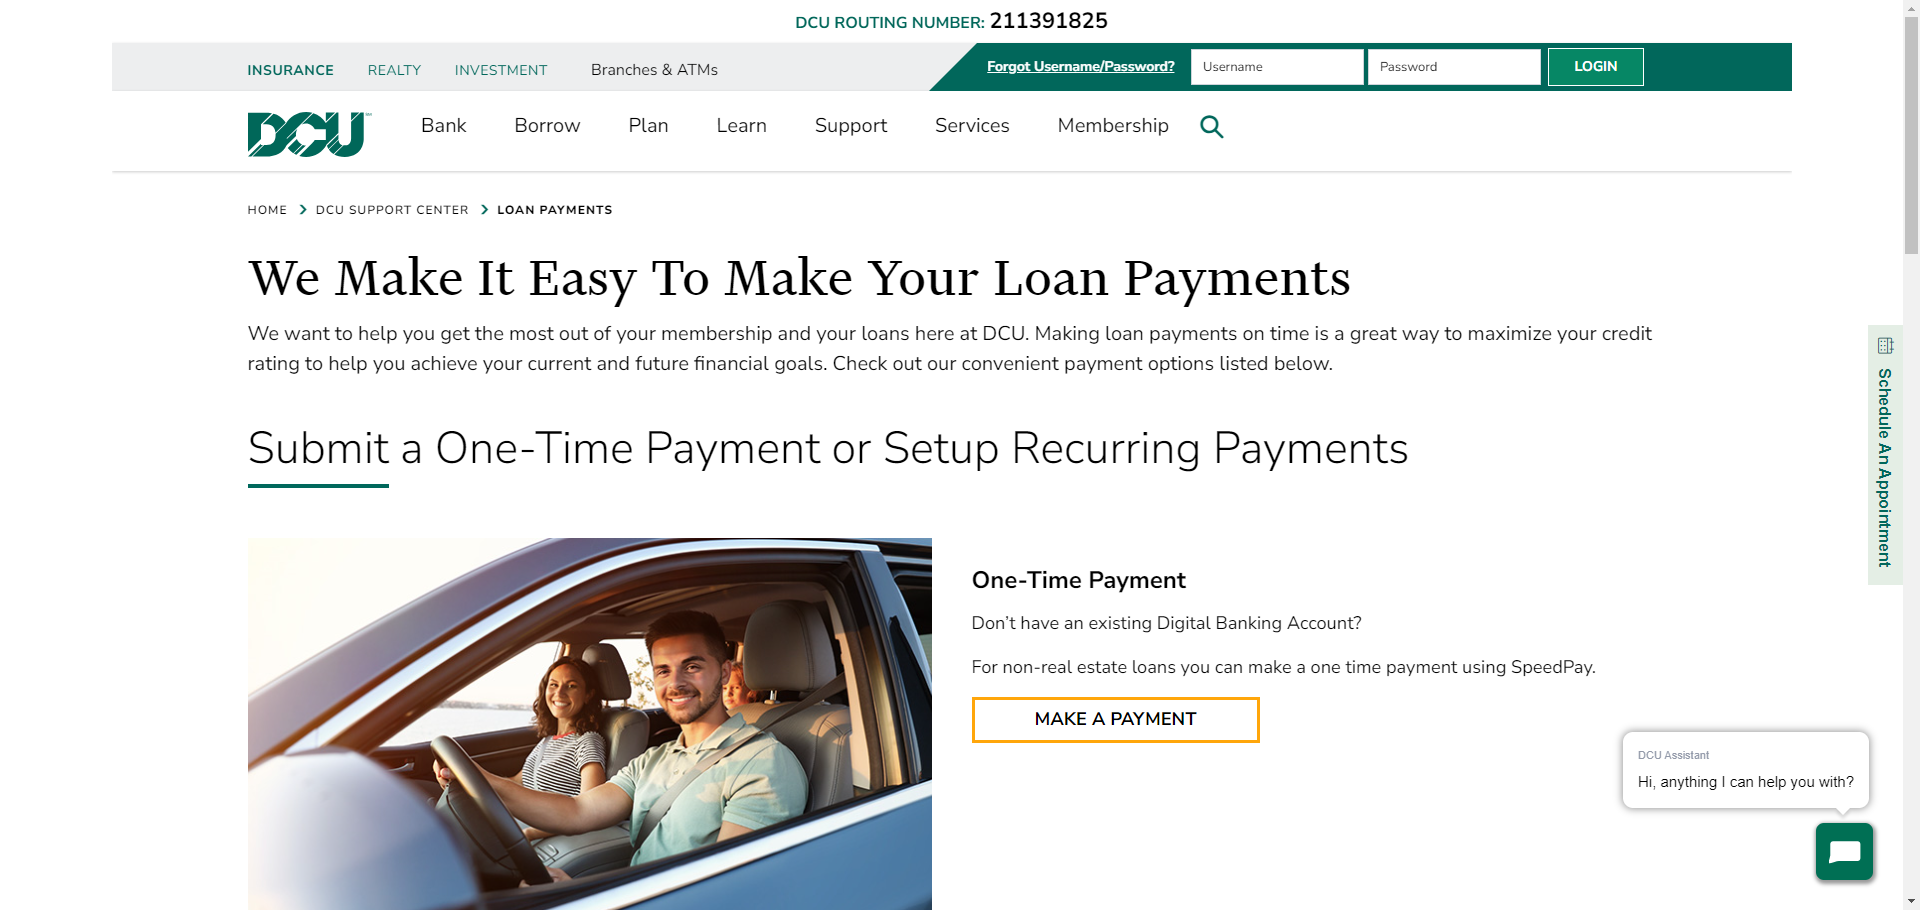 DCU ROUTING NUMBER: 211391825
INSURANCE REALTY INVESTMENT Branches & ATMs Forgot Username/Password? Username Password LOGIN
DCU Bank Borrow Plan Learn Support Services Membership
HOME DCU SUPPORT CENTER LOAN PAYMENTS
We Make It Easy To Make Your Loan Payments
We want to help you get the most out of your membership and your loans here at DCU. Making loan payments on time is a great way to maximize your credit
rating to help you achieve your current and future financial goals. Check out our convenient payment options listed below.
Schedule An Appointment
Submit a One-Time Payment or Setup Recurring Payments
One-Time Payment
Don't have an existing Digital Banking Account?
For non-real estate loans you can make a one time payment using SpeedPay.
MAKE A PAYMENT
DCU Assistant
Hi, anything I can help you with?